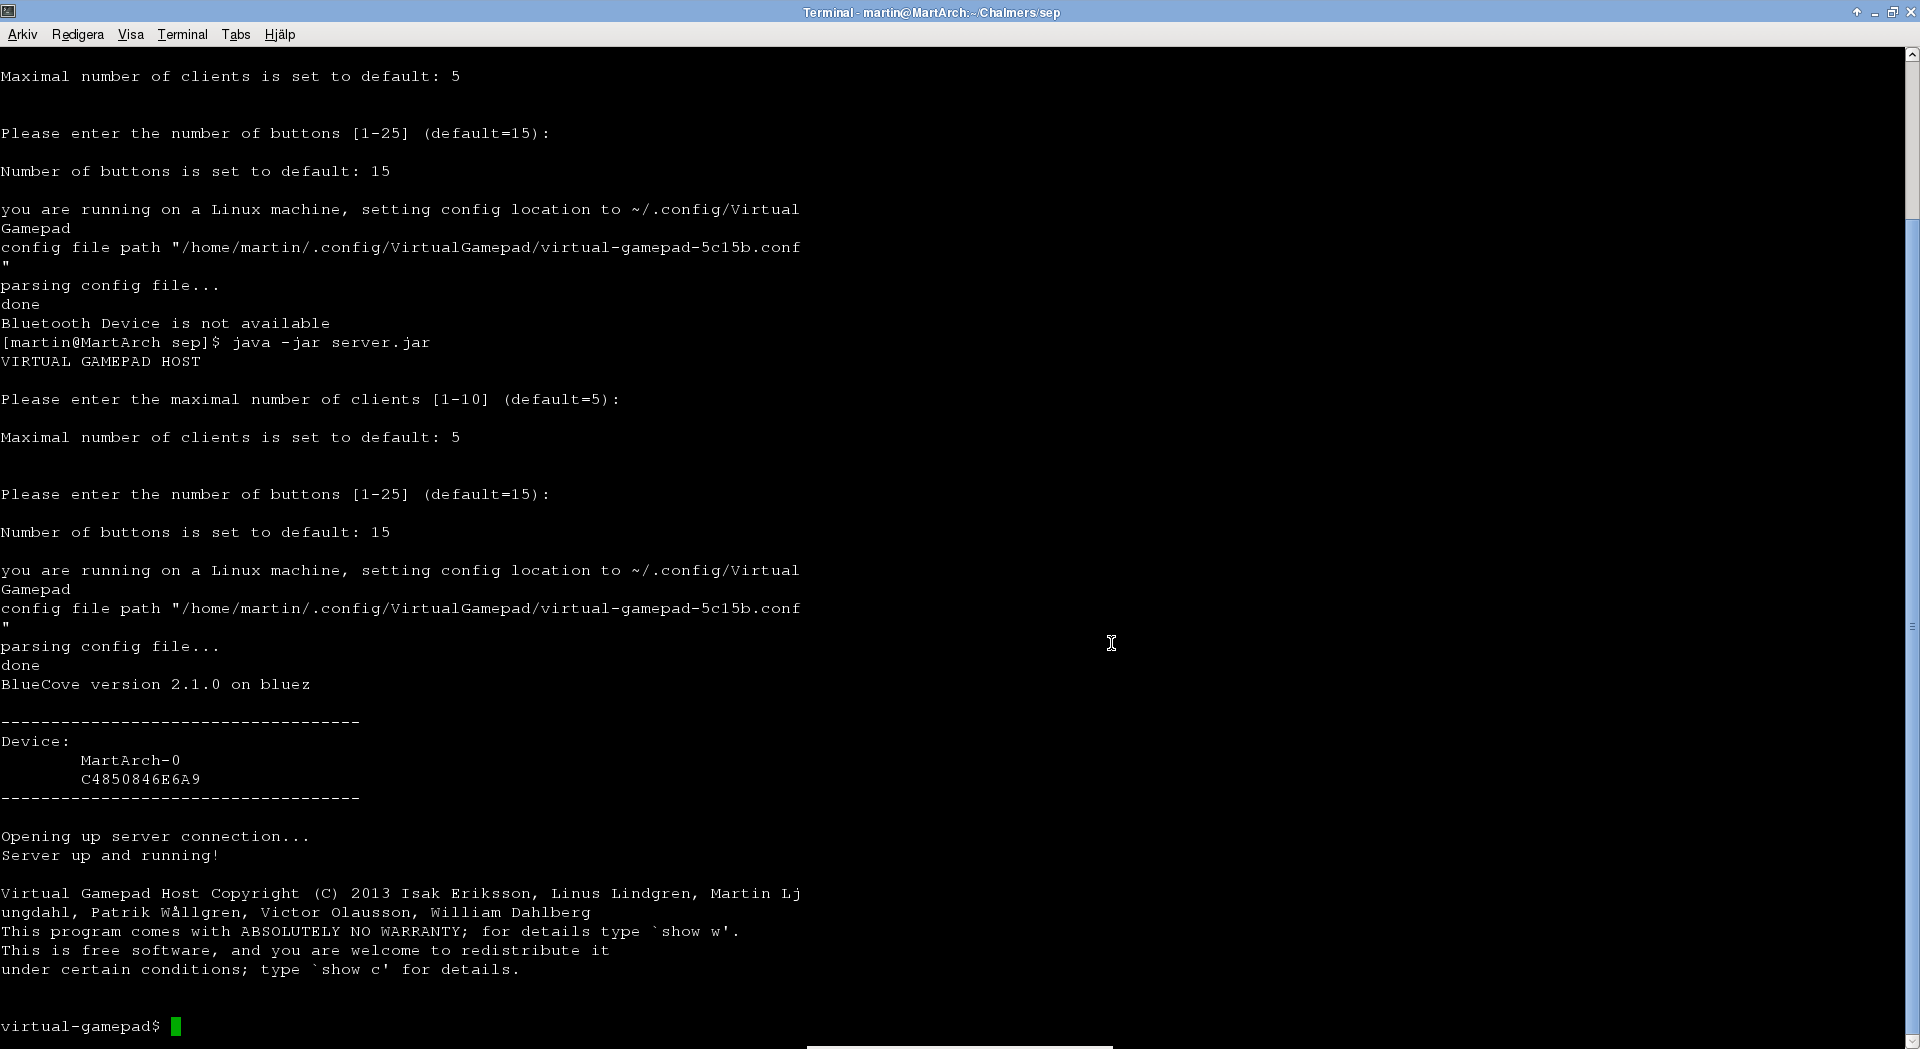 Terminal - martin@MartArch:~/Chalmers/sep
Arkiv Redigera Visa Terminal Tabs Hjälp
Maximal number of clients is set to default: 5
Please enter the number of buttons [1-25] (default=15):
Number of buttons is set to default: 15
you are running on a Linux machine, setting config location to ~/.config/Virtual
Gamepad
config file path "/home/martin/.config/VirtualGamepad/virtual-gamepad-5c15b.conf
"
parsing config file...
done
Bluetooth Device is not available
[martin@MartArch sep]$ java -jar server.jar
VIRTUAL GAMEPAD HOST
Please enter the maximal number of clients [1-10] (default=5):
Maximal number of clients is set to default: 5
Please enter the number of buttons [1-25] (default=15):
Number of buttons is set to default: 15
you are running on a Linux machine, setting config location to ~/.config/Virtual
Gamepad
config file path "/home/martin/.config/VirtualGamepad/virtual-gamepad-5c15b.conf
"
parsing config file...
done
BlueCove version 2.1.0 on bluez
------------------------------------
Device:
MartArch-0
C4850846E6A9
------------------------------------
Opening up server connection...
Server up and running!
Virtual Gamepad Host Copyright (C) 2013 Isak Eriksson, Linus Lindgren, Martin Lj
ungdahl, Patrik Wållgren, Victor Olausson, William Dahlberg
This program comes with ABSOLUTELY NO WARRANTY; for details type `show w'.
This is free software, and you are welcome to redistribute it
under certain conditions; type `show c' for details.
virtual-gamepad$